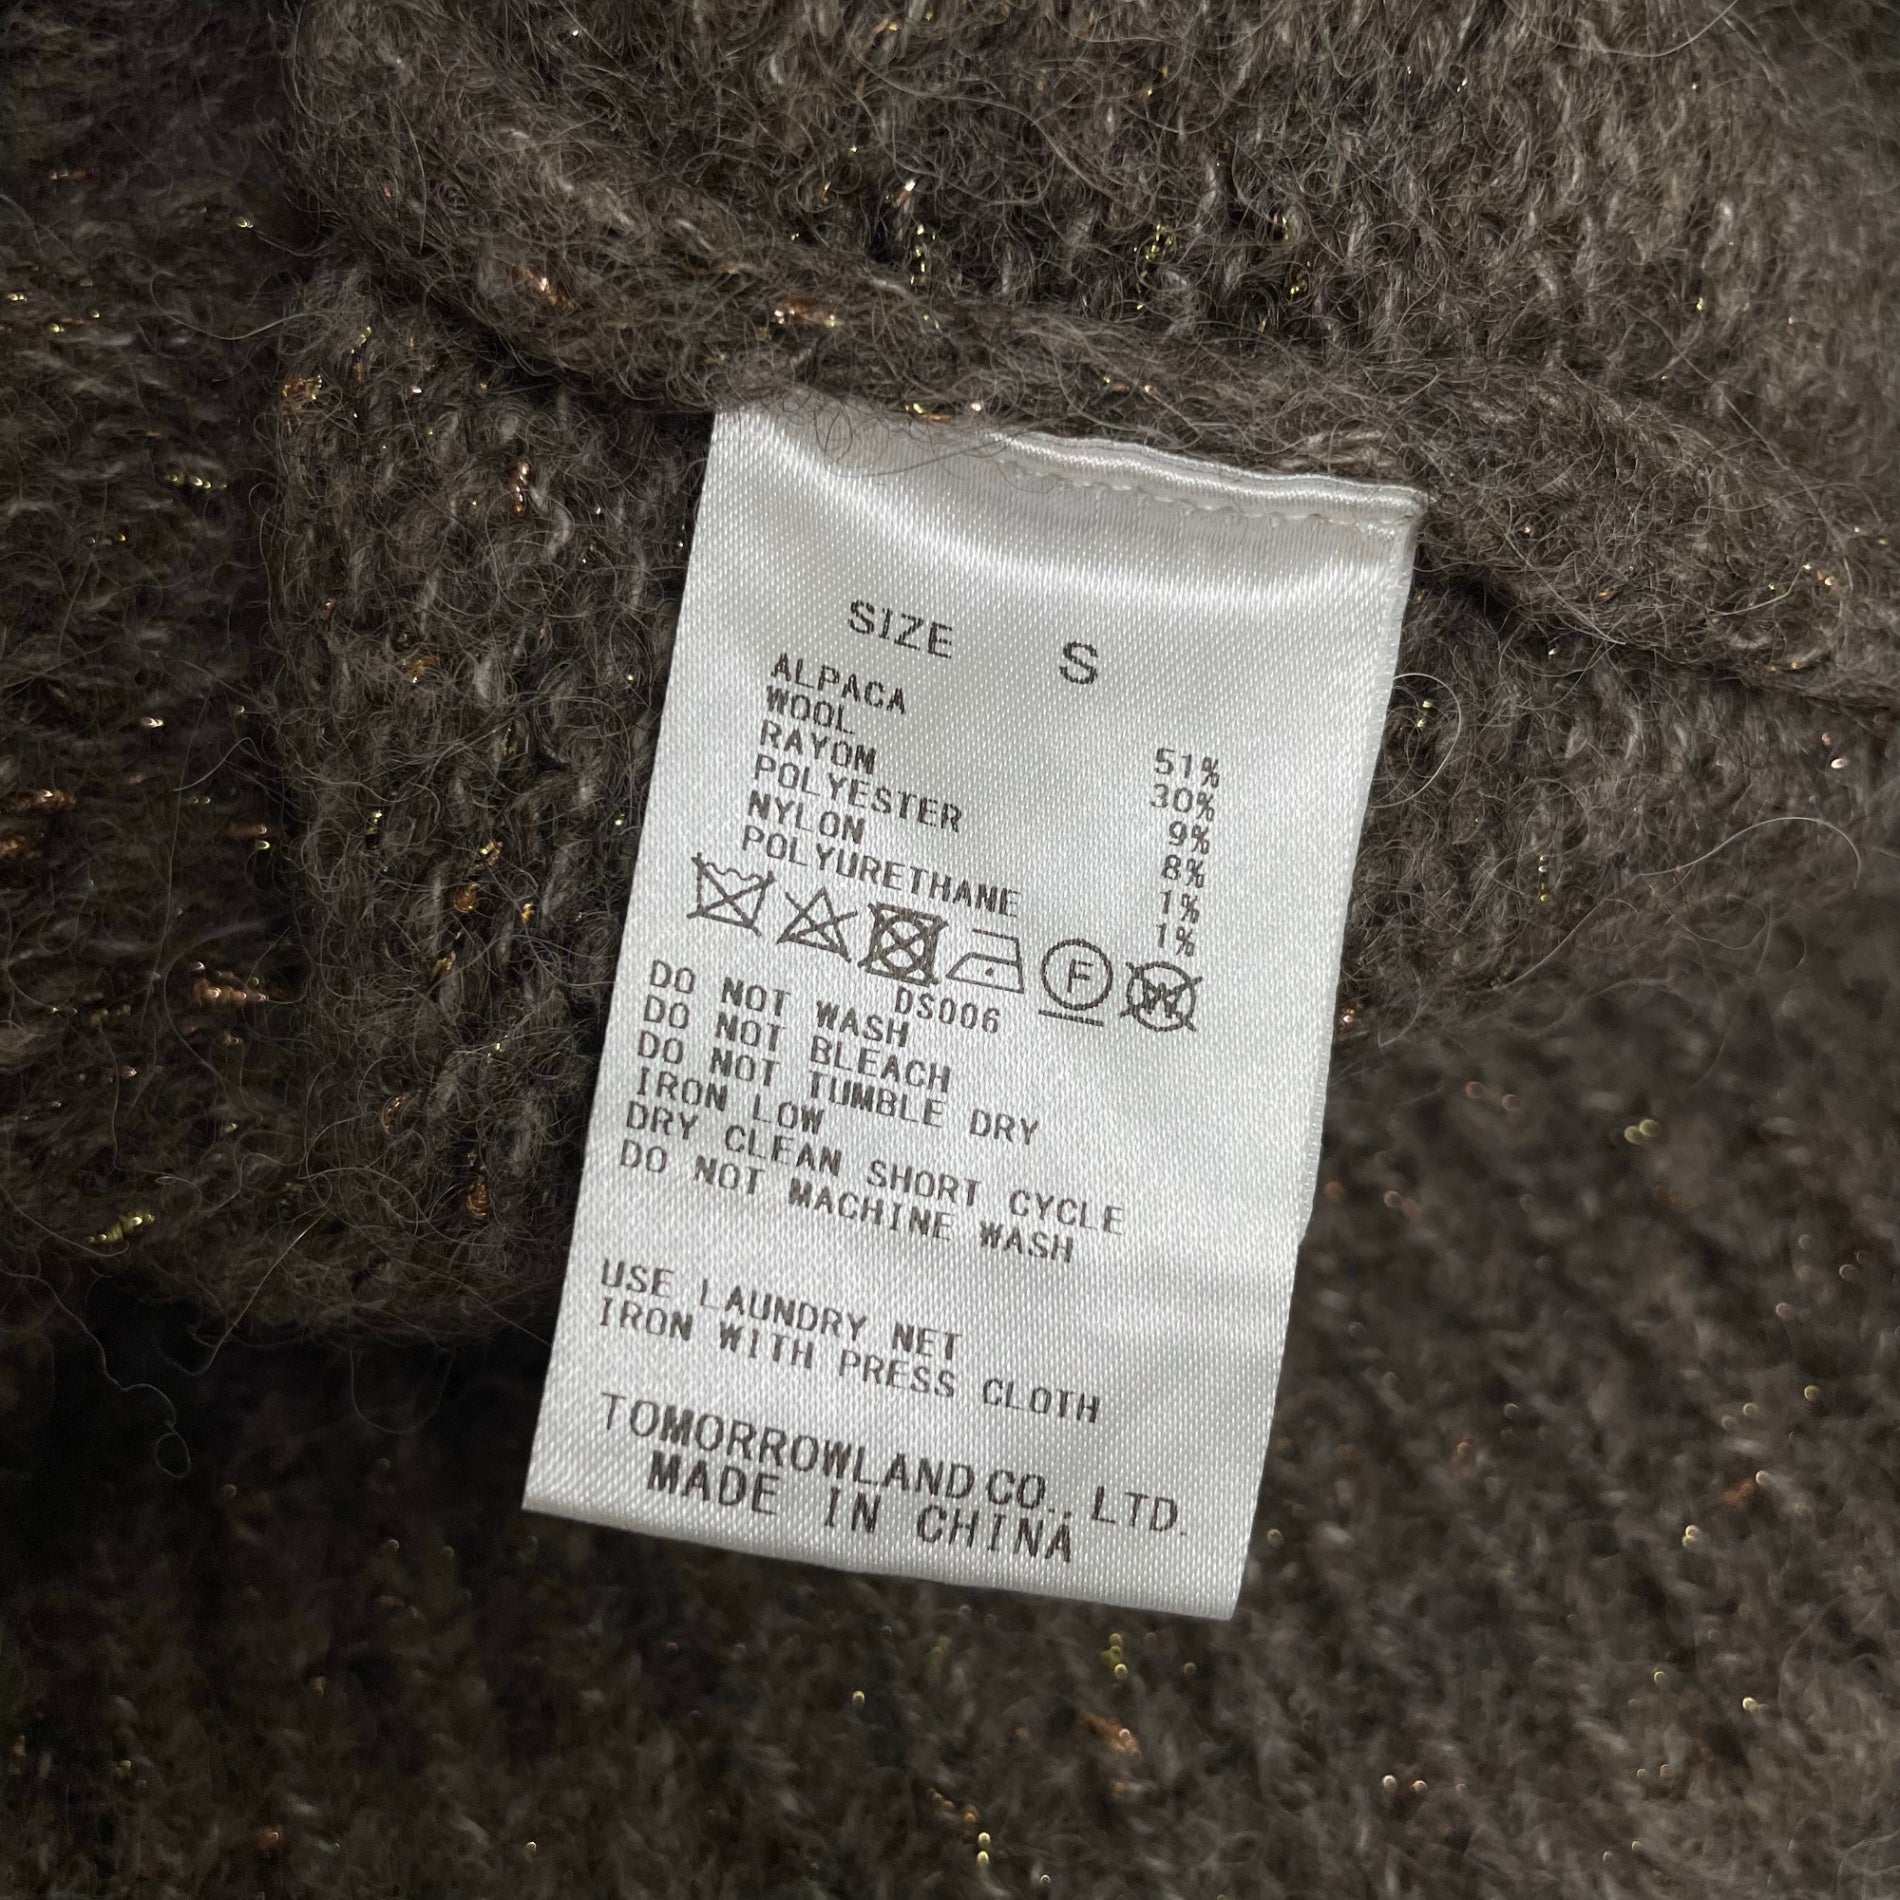 SIZE S
ALPACA 51%
WOOL 30%
RAYON 9%
POLYESTER 8%
NYLON 1%
POLYURETHANE 1%
F W
DS006
DO NOT WASH
DO NOT BLEACH
DO NOT TUMBLE DRY
IRON LOW
DRY CLEAN SHORT CYCLE
DO NOT MACHINE WASH
USE LAUNDRY NET
IRON WITH PRESS CLOTH
TOMORROWLAND CO., LTD.
MADE IN CHINA